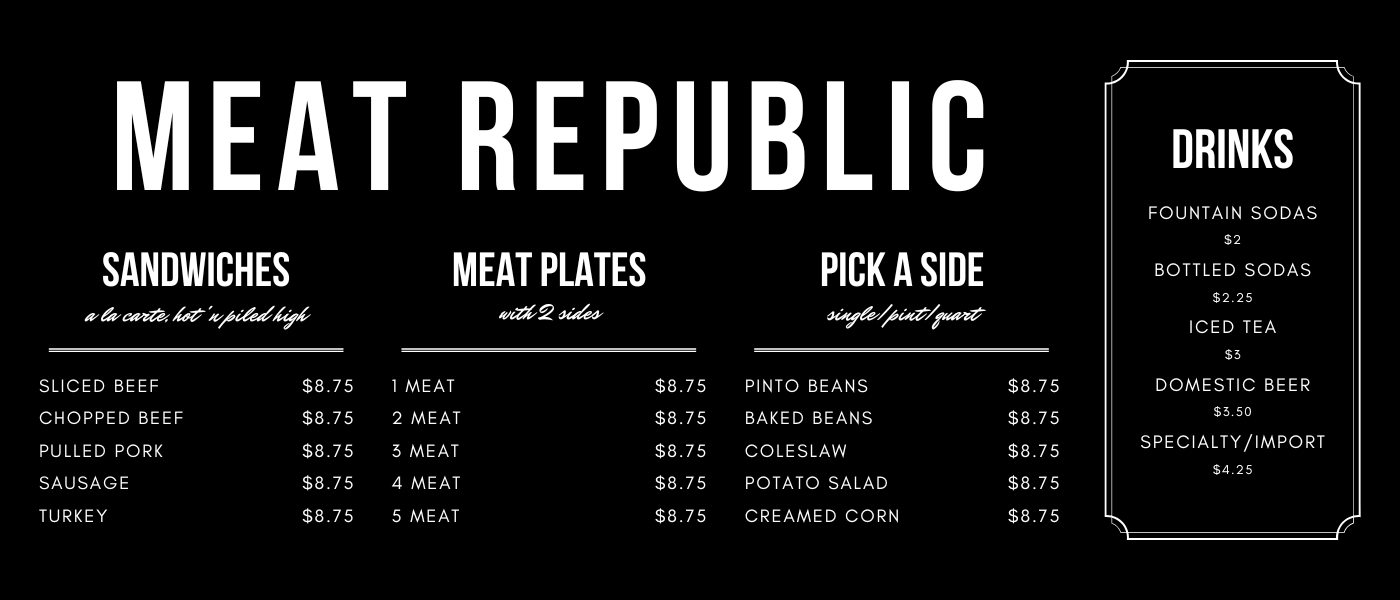 MEAT REPUBLIC
SANDWICHES
a la carte, hot 'n piled high
SLICED BEEF $8.75
CHOPPED BEEF $8.75
PULLED PORK $8.75
SAUSAGE $8.75
TURKEY $8.75
MEAT PLATES
with 2 sides
1 MEAT $8.75
2 MEAT $8.75
3 MEAT $8.75
4 MEAT $8.75
5 MEAT $8.75
PICK A SIDE
single/pint/quart
PINTO BEANS $8.75
BAKED BEANS $8.75
COLESLAW $8.75
POTATO SALAD $8.75
CREAMED CORN $8.75
DRINKS
FOUNTAIN SODAS
$2
BOTTLED SODAS
$2.25
ICED TEA
$3
DOMESTIC BEER
$3.50
SPECIALTY/IMPORT
$4.25